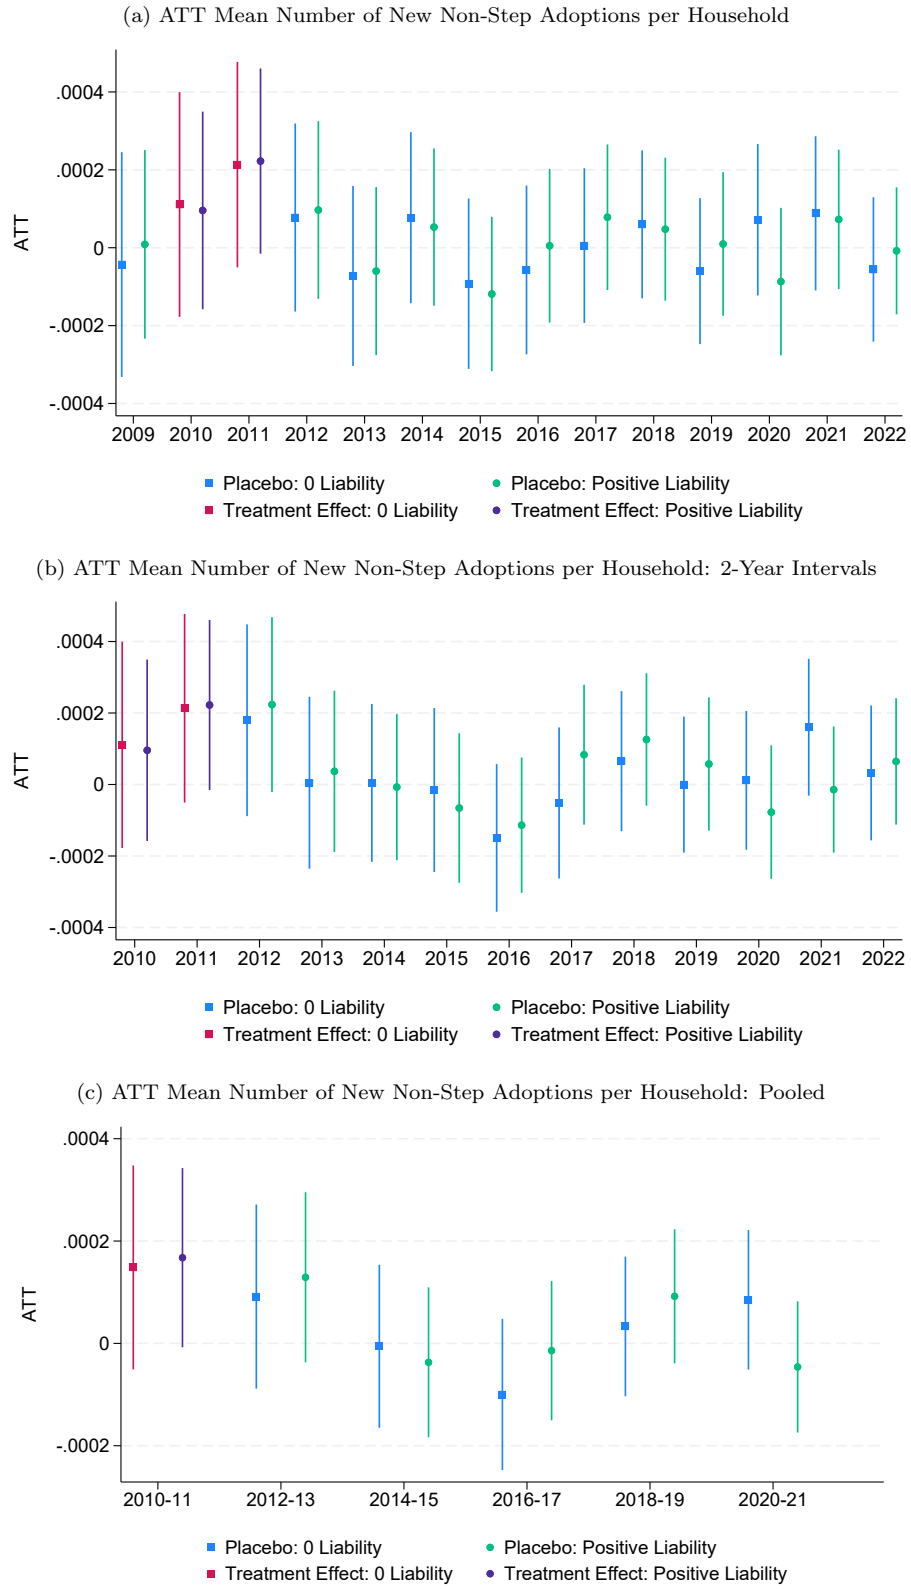 (a) ATT Mean Number of New Non-Step Adoptions per Household
.0004
.0002
0
-.0002
-.0004
ATT
2009 2010 2011 2012 2013 2014 2015 2016 2017 2018 2019 2020 2021 2022
Placebo: 0 Liability Placebo: Positive Liability
Treatment Effect: 0 Liability Treatment Effect: Positive Liability
(b) ATT Mean Number of New Non-Step Adoptions per Household: 2-Year Intervals
.0004
.0002
0
-.0002
-.0004
ATT
2010 2011 2012 2013 2014 2015 2016 2017 2018 2019 2020 2021 2022
Placebo: 0 Liability Placebo: Positive Liability
Treatment Effect: 0 Liability Treatment Effect: Positive Liability
(c) ATT Mean Number of New Non-Step Adoptions per Household: Pooled
.0004
.0002
0
-.0002
ATT
2010-11 2012-13 2014-15 2016-17 2018-19 2020-21
Placebo: 0 Liability Placebo: Positive Liability
Treatment Effect: 0 Liability Treatment Effect: Positive Liability